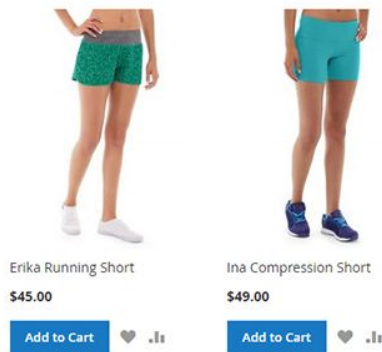 Erika Running Short
$45.00
Add to Cart
Ina Compression Short
$49.00
Add to Cart